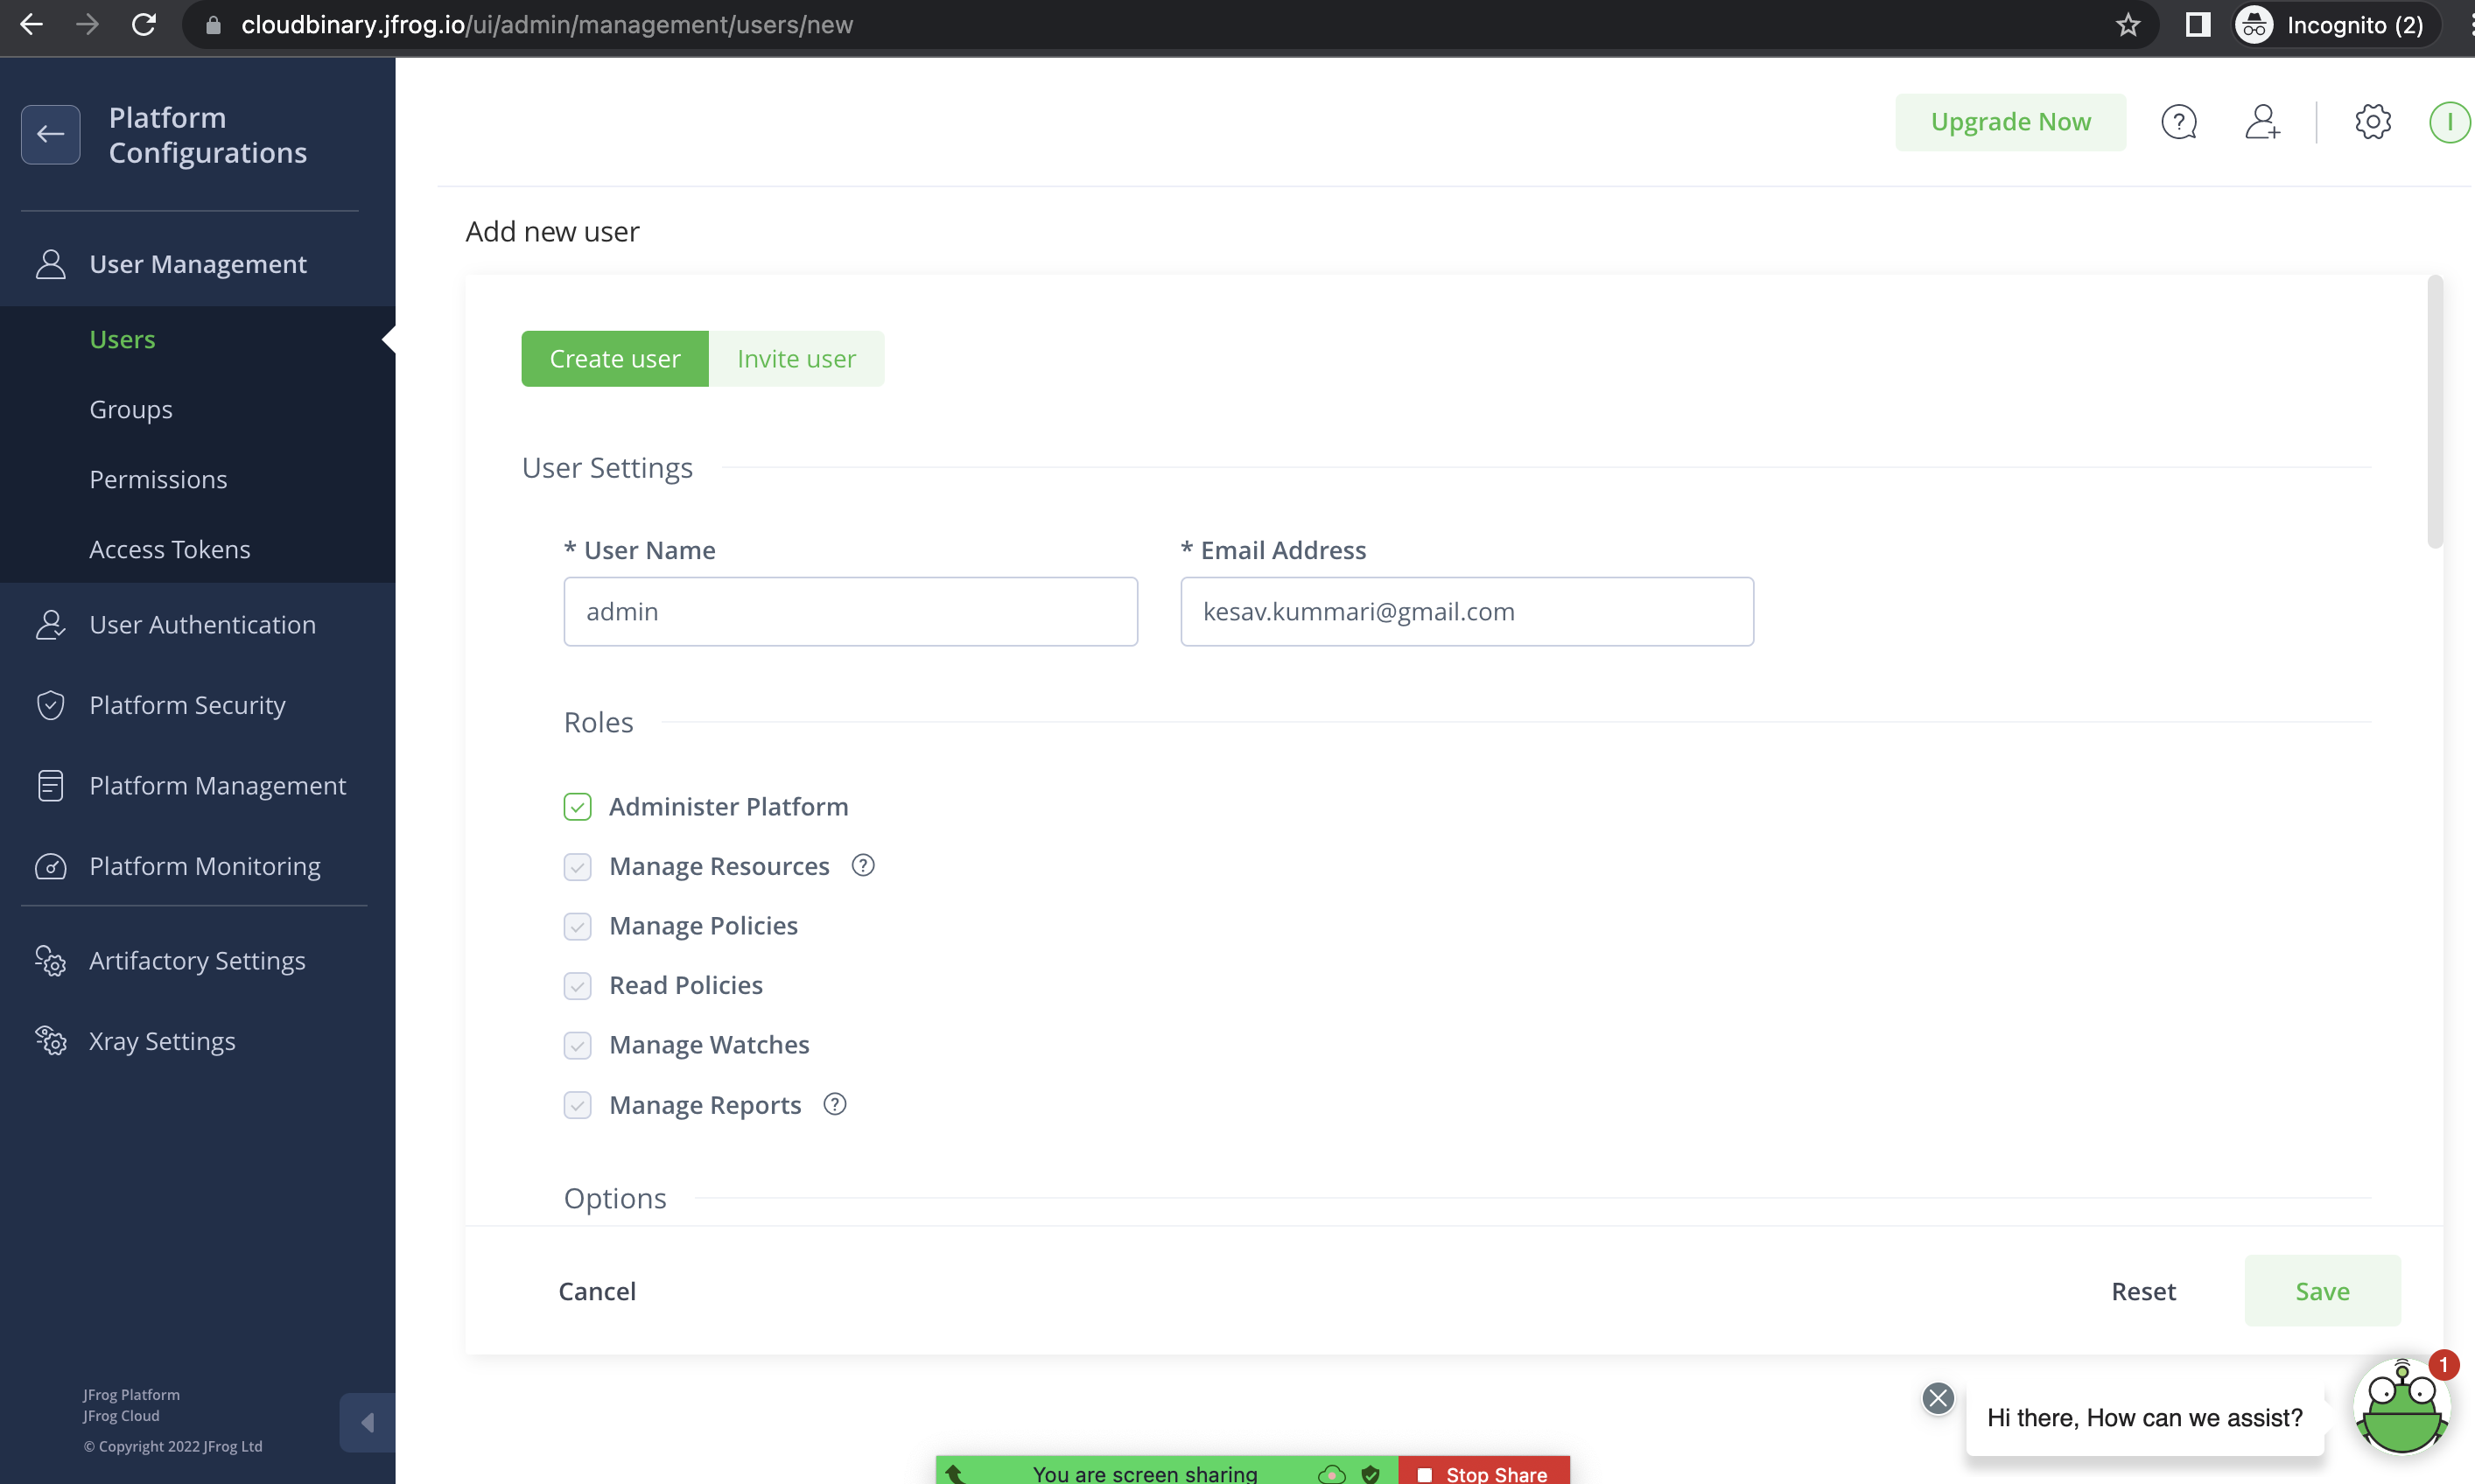 cloudbinary.jfrog.io/ui/admin/management/users/new
Incognito (2)
Platform
Configurations
User Management
Users
Groups
Permissions
Access Tokens
User Authentication
Platform Security
Platform Management
Platform Monitoring
Artifactory Settings
Xray Settings
JFrog Platform
JFrog Cloud
© Copyright 2022 JFrog Ltd
Upgrade Now
I
Add new user
Create user
Invite user
User Settings
* User Name
* Email Address
admin
kesav.kummari@gmail.com
Roles
Administer Platform
Manage Resources
Manage Policies
Read Policies
Manage Watches
Manage Reports
Options
Cancel
Reset
Save
1
Hi there, How can we assist?
You are screen sharing
Stop Share